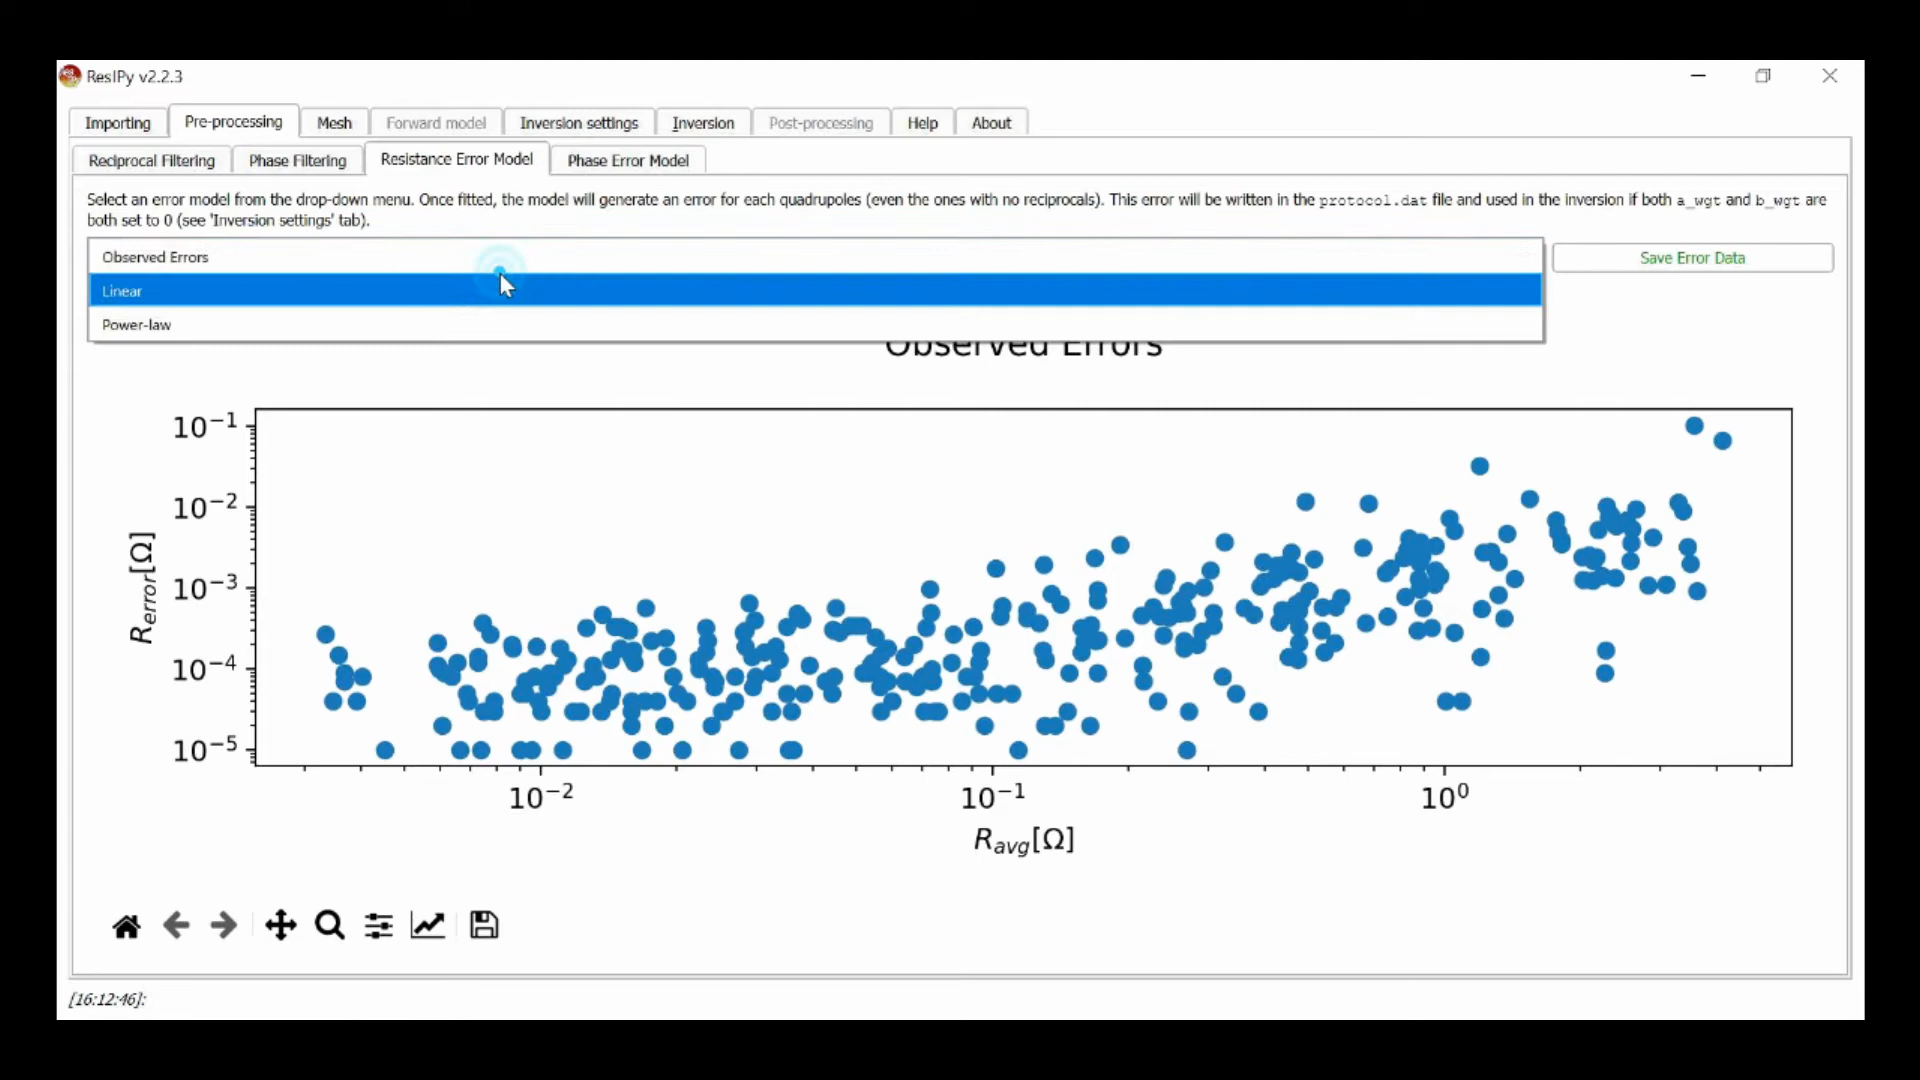 ResIPy v2.2.3
Importing Pre-processing Mesh Forward model Inversion settings Inversion Post-processing Help About
Reciprocal Filtering Phase Filtering Resistance Error Model Phase Error Model
Select an error model from the drop-down menu. Once fitted, the model will generate an error for each quadrupoles (even the ones with no reciprocals). This error will be written in the protocol.dat file and used in the inversion if both a_wgt and b_wgt are
both set to 0 (see 'Inversion settings' tab).
Observed Errors
Save Error Data
Linear
Power-law
Observed Errors
10⁻¹
10⁻²
10⁻³
10⁻⁴
10⁻⁵
R_error[Ω]
10⁻² 10⁻¹ 10⁰
R_avg[Ω]
[16:12:46]: